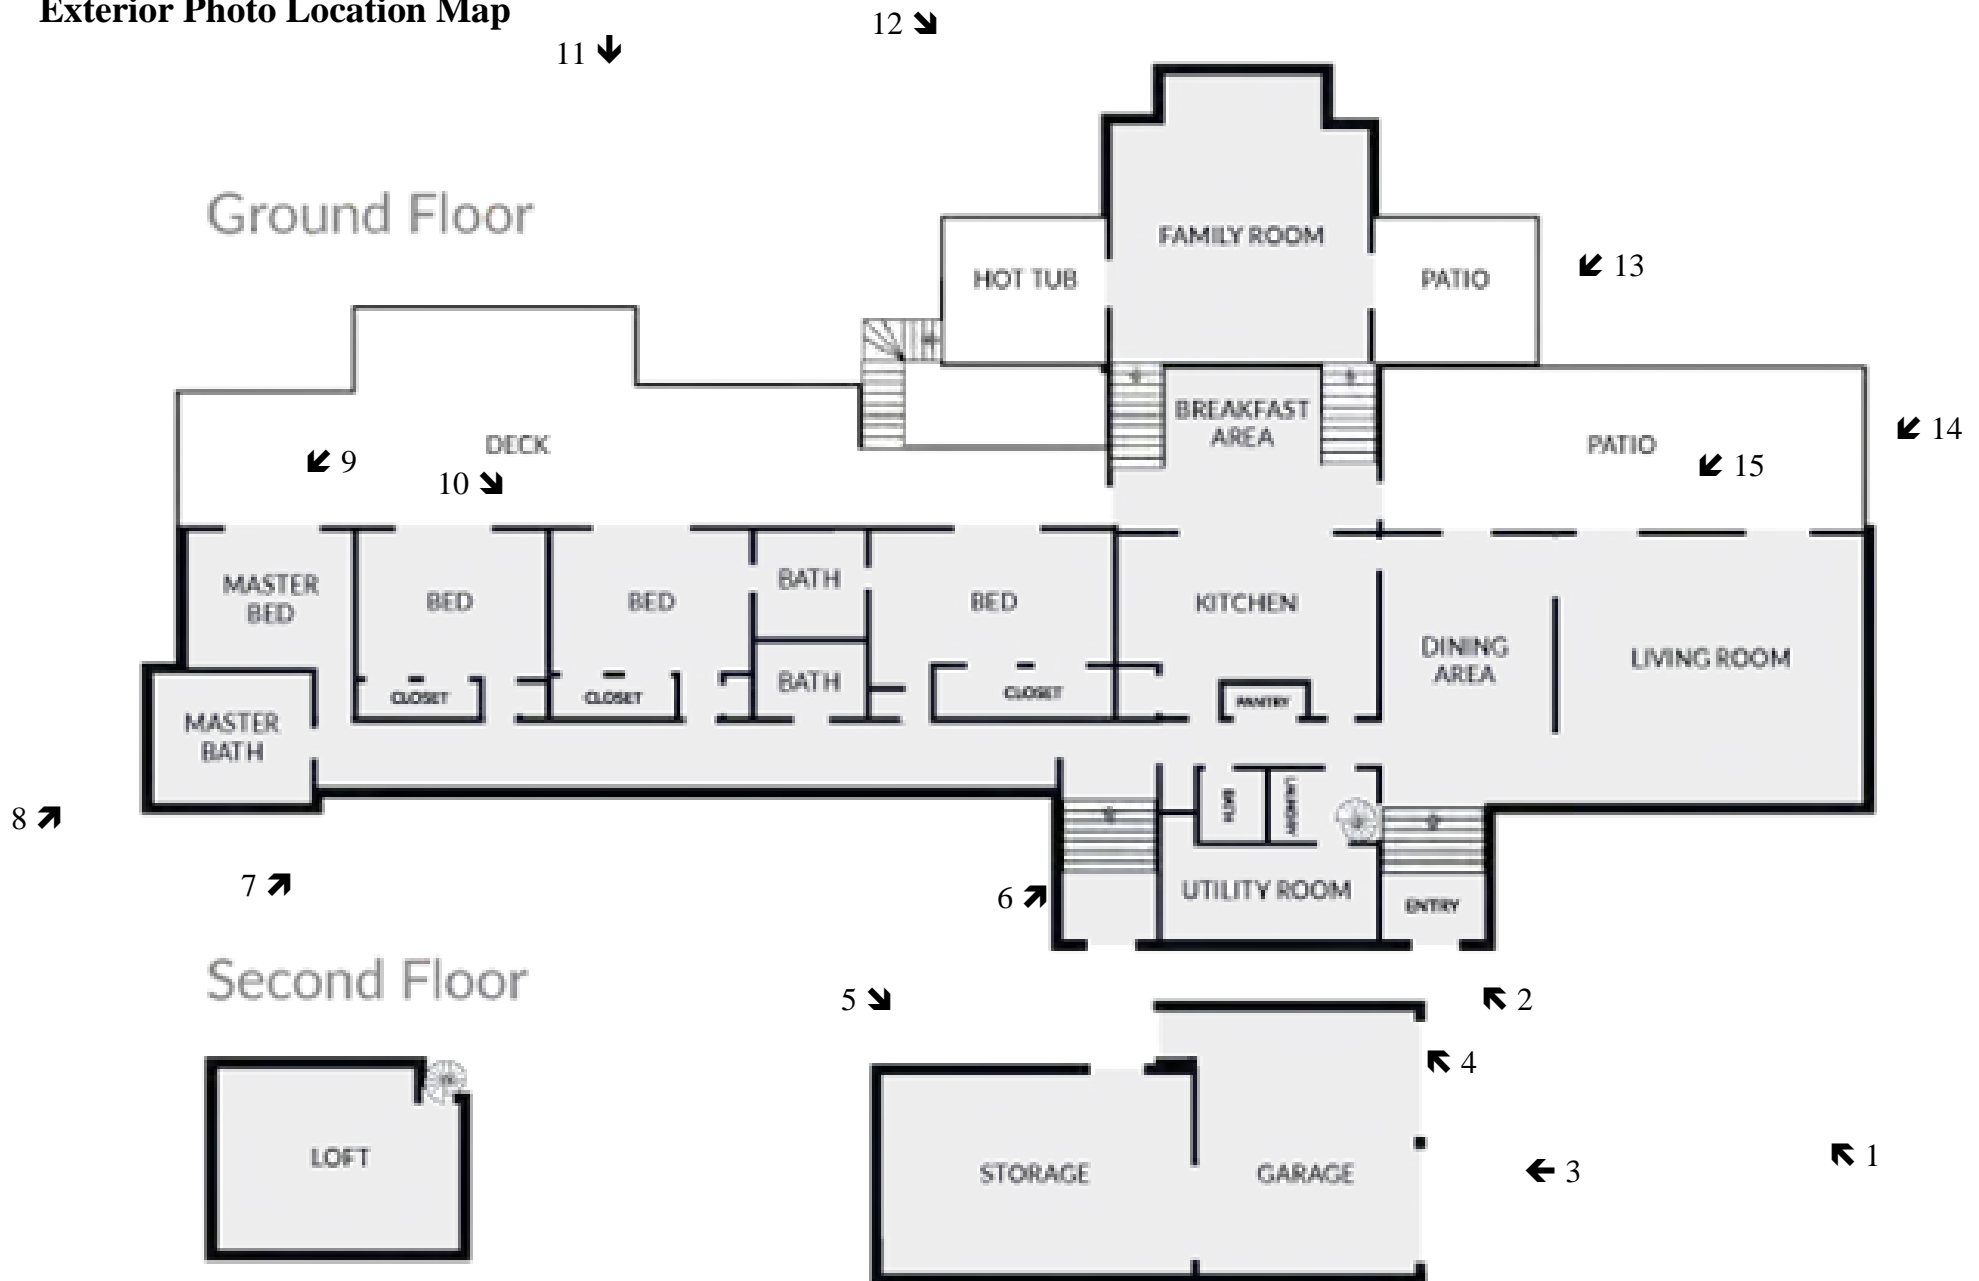 Exterior Photo Location Map
12 ↘
11 ↓
Ground Floor
FAMILY ROOM
HOT TUB
PATIO
↙ 13
BREAKFAST
AREA
DECK
PATIO
↙ 14
↙ 9
↙ 15
10 ↘
MASTER
BED
BED
BED
BATH
BED
KITCHEN
DINING
AREA
LIVING ROOM
CLOSET
CLOSET
BATH
CLOSET
PANTRY
MASTER
BATH
BATH
LAUNDRY
8 ↗
7 ↗
6 ↗
UTILITY ROOM
ENTRY
Second Floor
5 ↘
↖ 2
↖ 4
LOFT
STORAGE
GARAGE
← 3
↖ 1